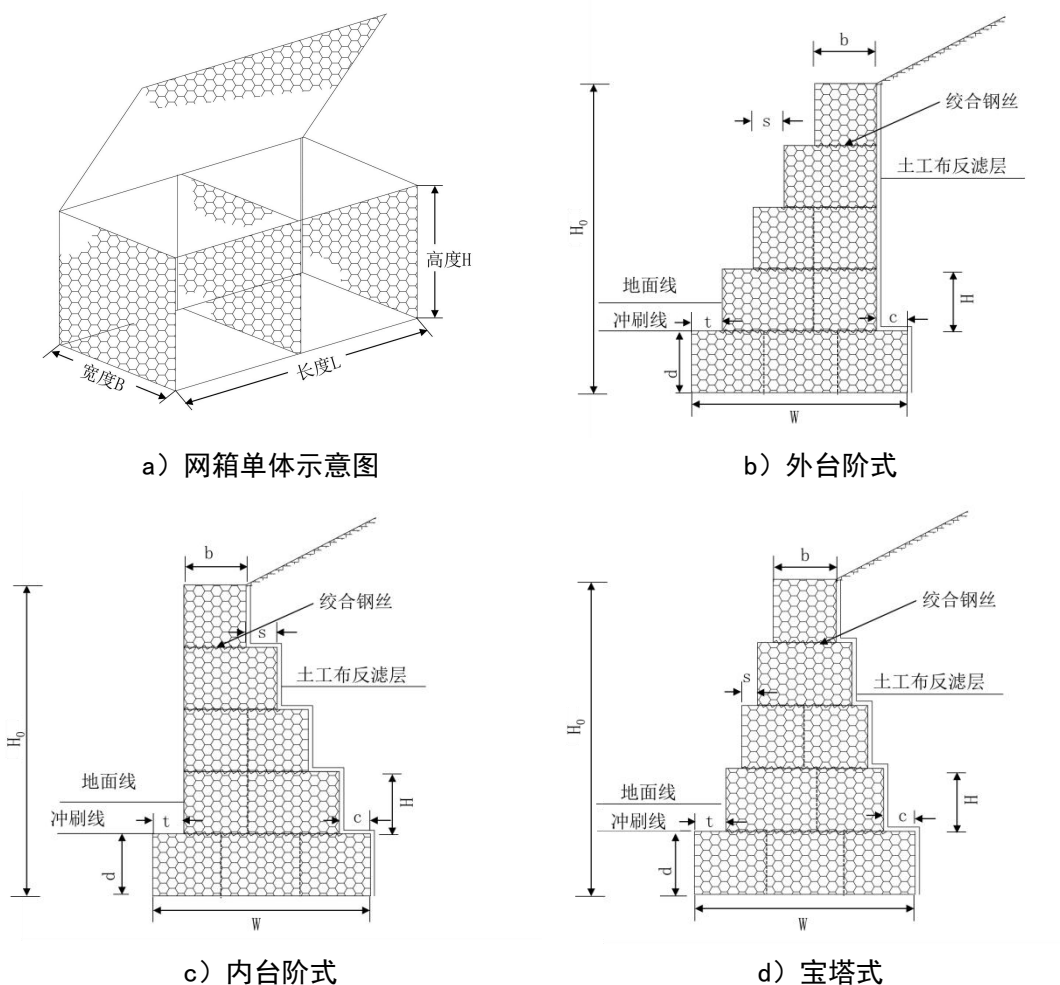 高度H
宽度B
长度L
a）网箱单体示意图
b
s
绞合钢丝
土工布反滤层
H₀
地面线
冲刷线
t
c
H
d
W
b）外台阶式
b
绞合钢丝
s
土工布反滤层
H₀
地面线
冲刷线
t
c
H
d
W
c）内台阶式
b
绞合钢丝
s
土工布反滤层
H₀
地面线
冲刷线
t
c
H
d
W
d）宝塔式